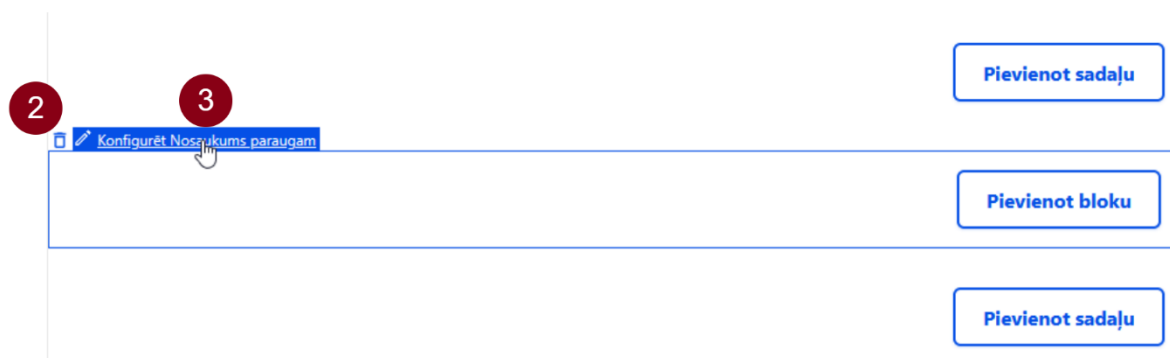 Pievienot sadaļu
2
3
Konfigurēt Nosaukums paraugam
Pievienot bloku
Pievienot sadaļu